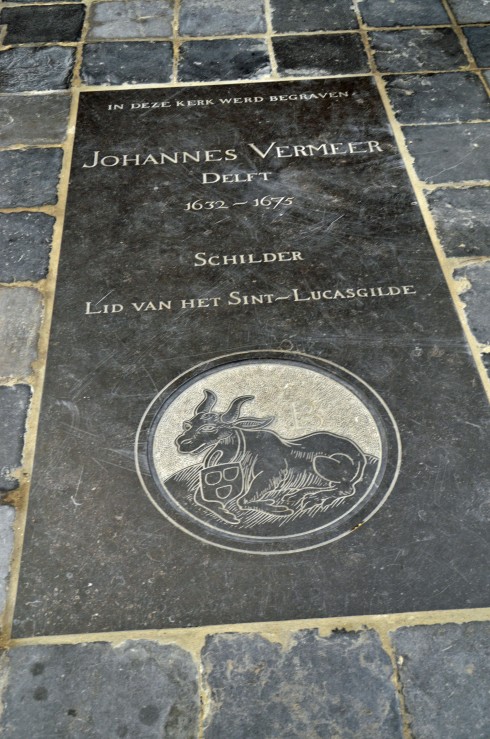 IN DEZE KERK WERD BEGRAVEN
JOHANNES VERMEER
DELFT
1632 – 1675
SCHILDER
LID VAN HET SINT-LUCASGILDE